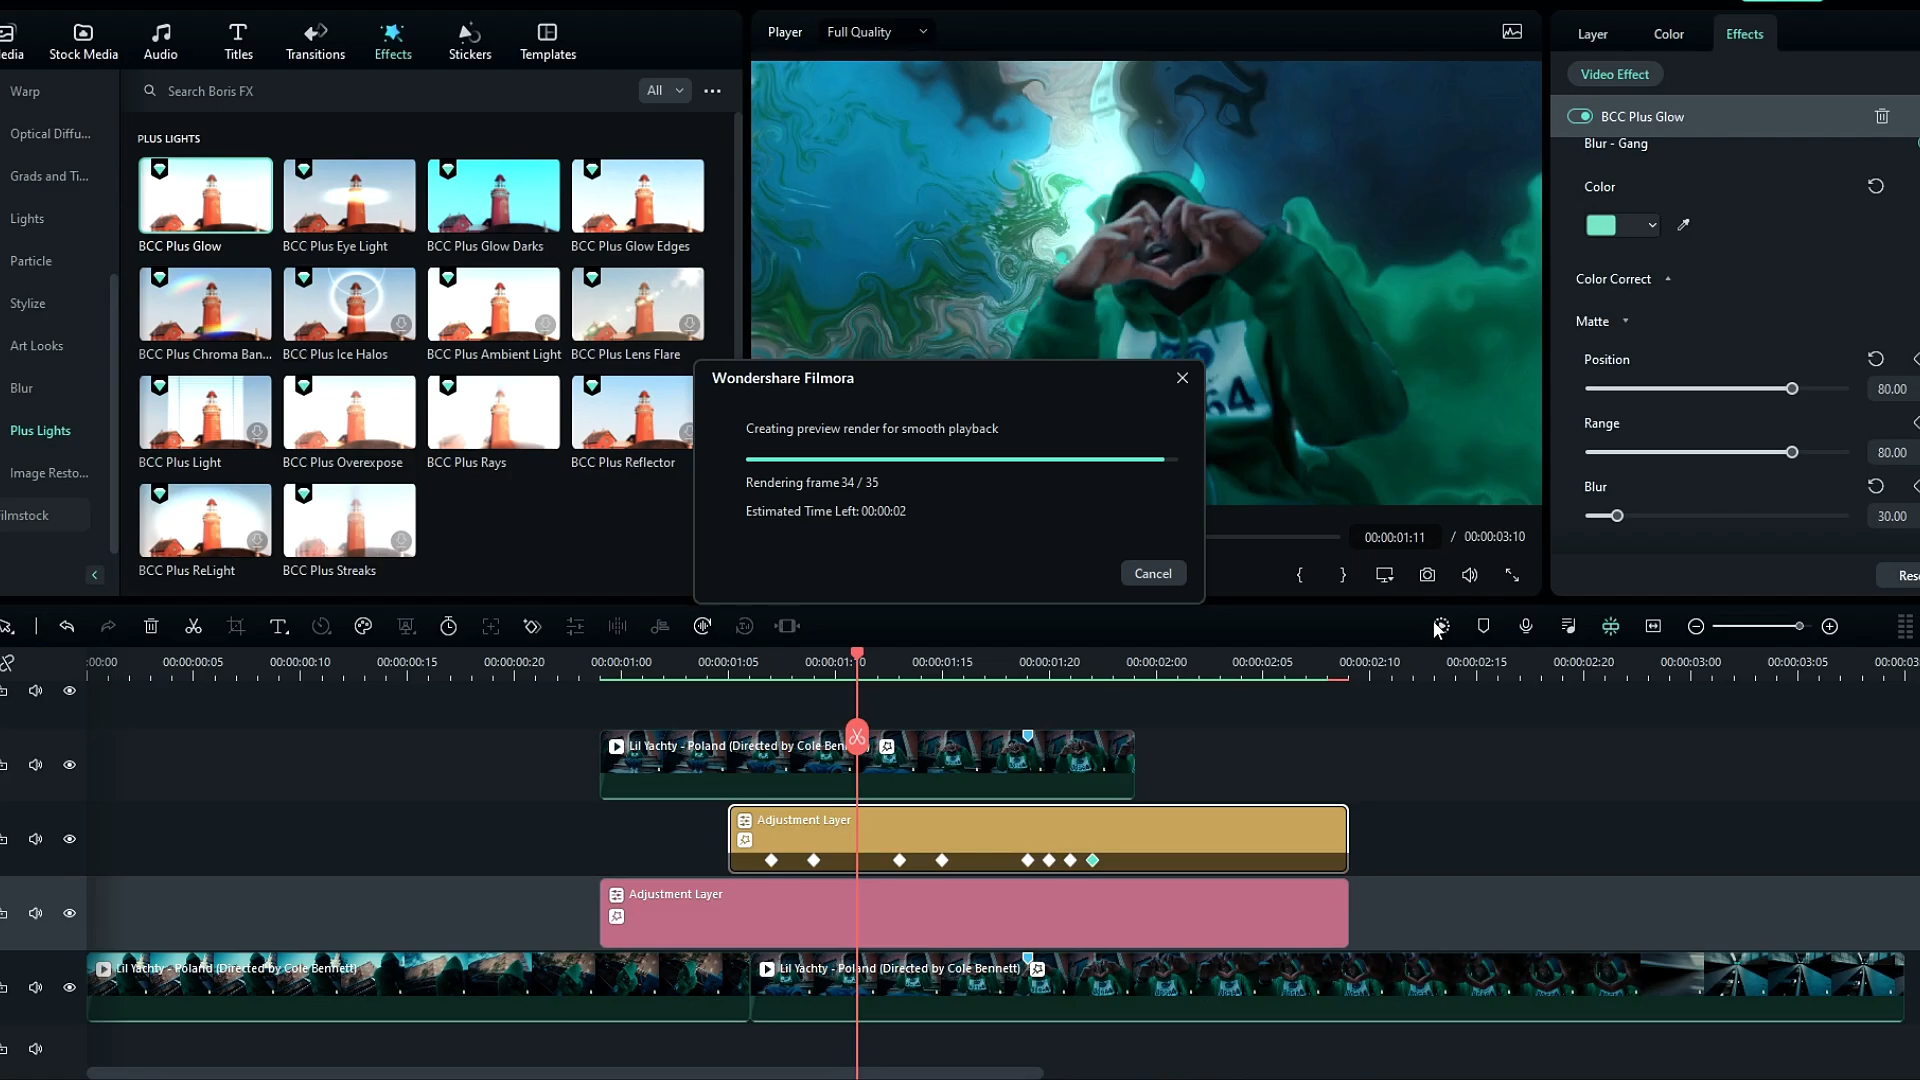 edia
Stock Media
Audio
Titles
Transitions
Effects
Stickers
Templates
Player
Full Quality
Layer
Color
Effects
Warp
Optical Diffu...
Grads and Ti...
Lights
Particle
Stylize
Art Looks
Blur
Plus Lights
Image Resto...
ilmstock
Search Boris FX
All
PLUS LIGHTS
BCC Plus Glow
BCC Plus Eye Light
BCC Plus Glow Darks
BCC Plus Glow Edges
BCC Plus Chroma Ban...
BCC Plus Ice Halos
BCC Plus Ambient Light
BCC Plus Lens Flare
BCC Plus Light
BCC Plus Overexpose
BCC Plus Rays
BCC Plus Reflector
BCC Plus ReLight
BCC Plus Streaks
Wondershare Filmora
Creating preview render for smooth playback
Rendering frame 34 / 35
Estimated Time Left: 00:00:02
Cancel
64
00:00:01:11 / 00:00:03:10
Video Effect
BCC Plus Glow
Blur - Gang
Color
Color Correct
Matte
Position
80.00
Range
80.00
Blur
30.00
Rese
:00:00
00:00:00:05
00:00:00:10
00:00:00:15
00:00:00:20
00:00:01:00
00:00:01:05
00:00:01:10
00:00:01:15
00:00:01:20
00:00:02:00
00:00:02:05
00:00:02:10
00:00:02:15
00:00:02:20
00:00:03:00
00:00:03:05
00:00:03
Lil Yachty - Poland (Directed by Cole Ben
Adjustment Layer
Adjustment Layer
Lil Yachty - Poland (Directed by Cole Bennett)
Lil Yachty - Poland (Directed by Cole Bennett)